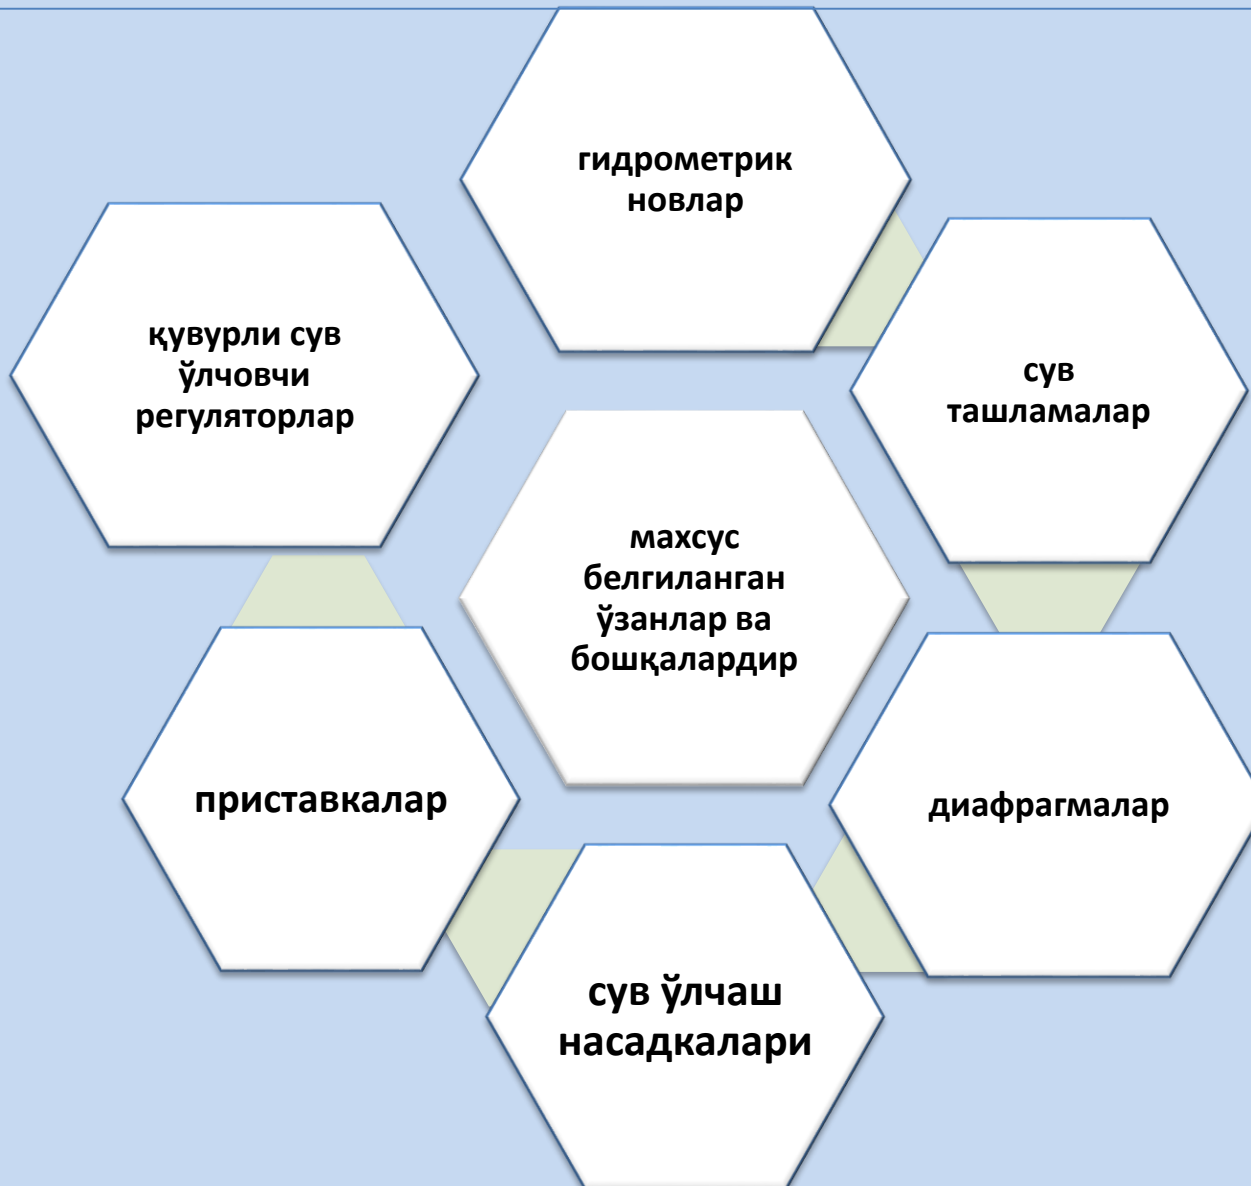 гидрометрик
новлар
қувурли сув
ўлчовчи
регуляторлар
сув
ташламалар
махсус
белгиланган
ўзанлар ва
бошқалардир
приставкалар
диафрагмалар
сув ўлчаш
насадкалари